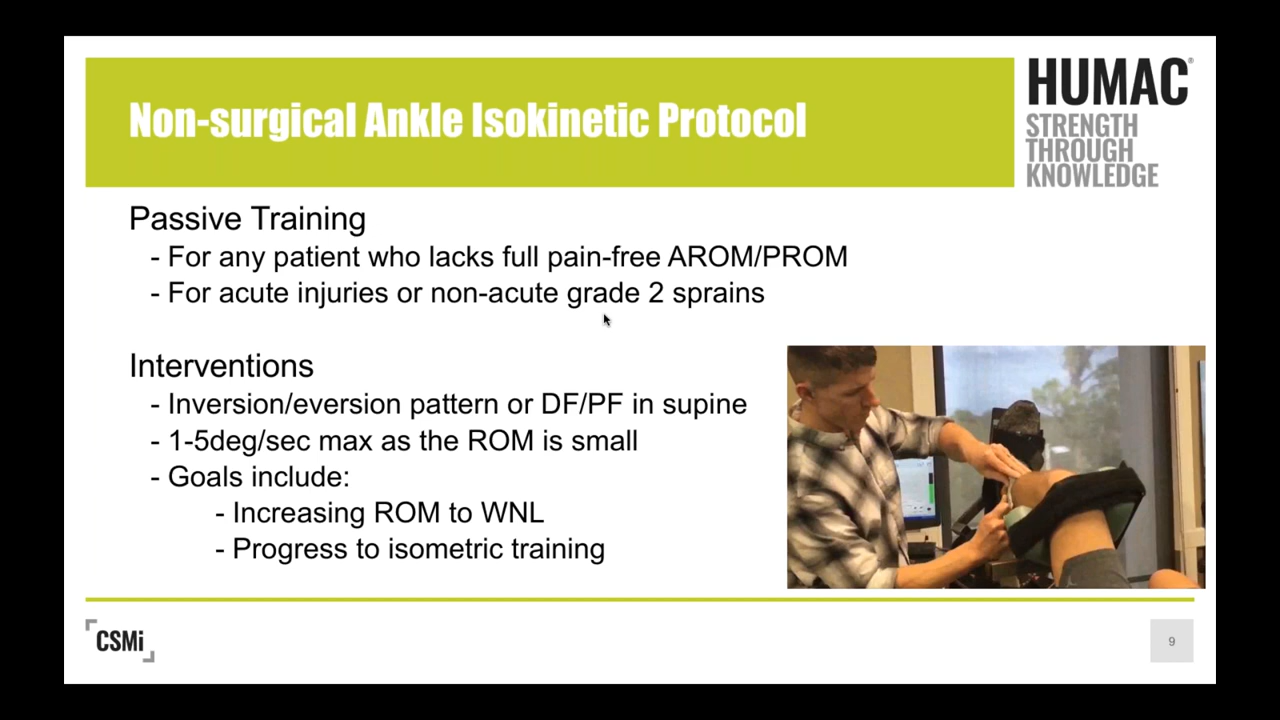 Non-surgical Ankle Isokinetic Protocol
HUMAC®
STRENGTH
THROUGH
KNOWLEDGE
Passive Training
- For any patient who lacks full pain-free AROM/PROM
- For acute injuries or non-acute grade 2 sprains
Interventions
- Inversion/eversion pattern or DF/PF in supine
- 1-5deg/sec max as the ROM is small
- Goals include:
- Increasing ROM to WNL
- Progress to isometric training
CSMi
9